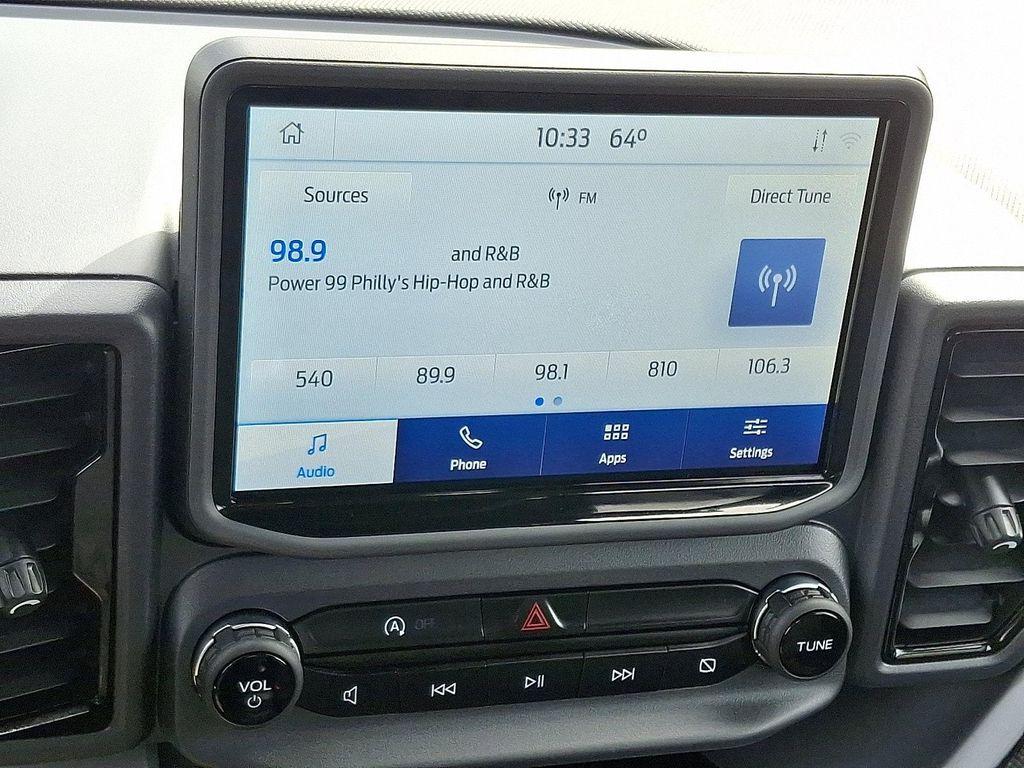 10:33 64º
Sources FM Direct Tune
98.9 and R&B
Power 99 Philly's Hip-Hop and R&B
540 89.9 98.1 810 106.3
Audio Phone Apps Settings
A OFF
VOL
TUNE